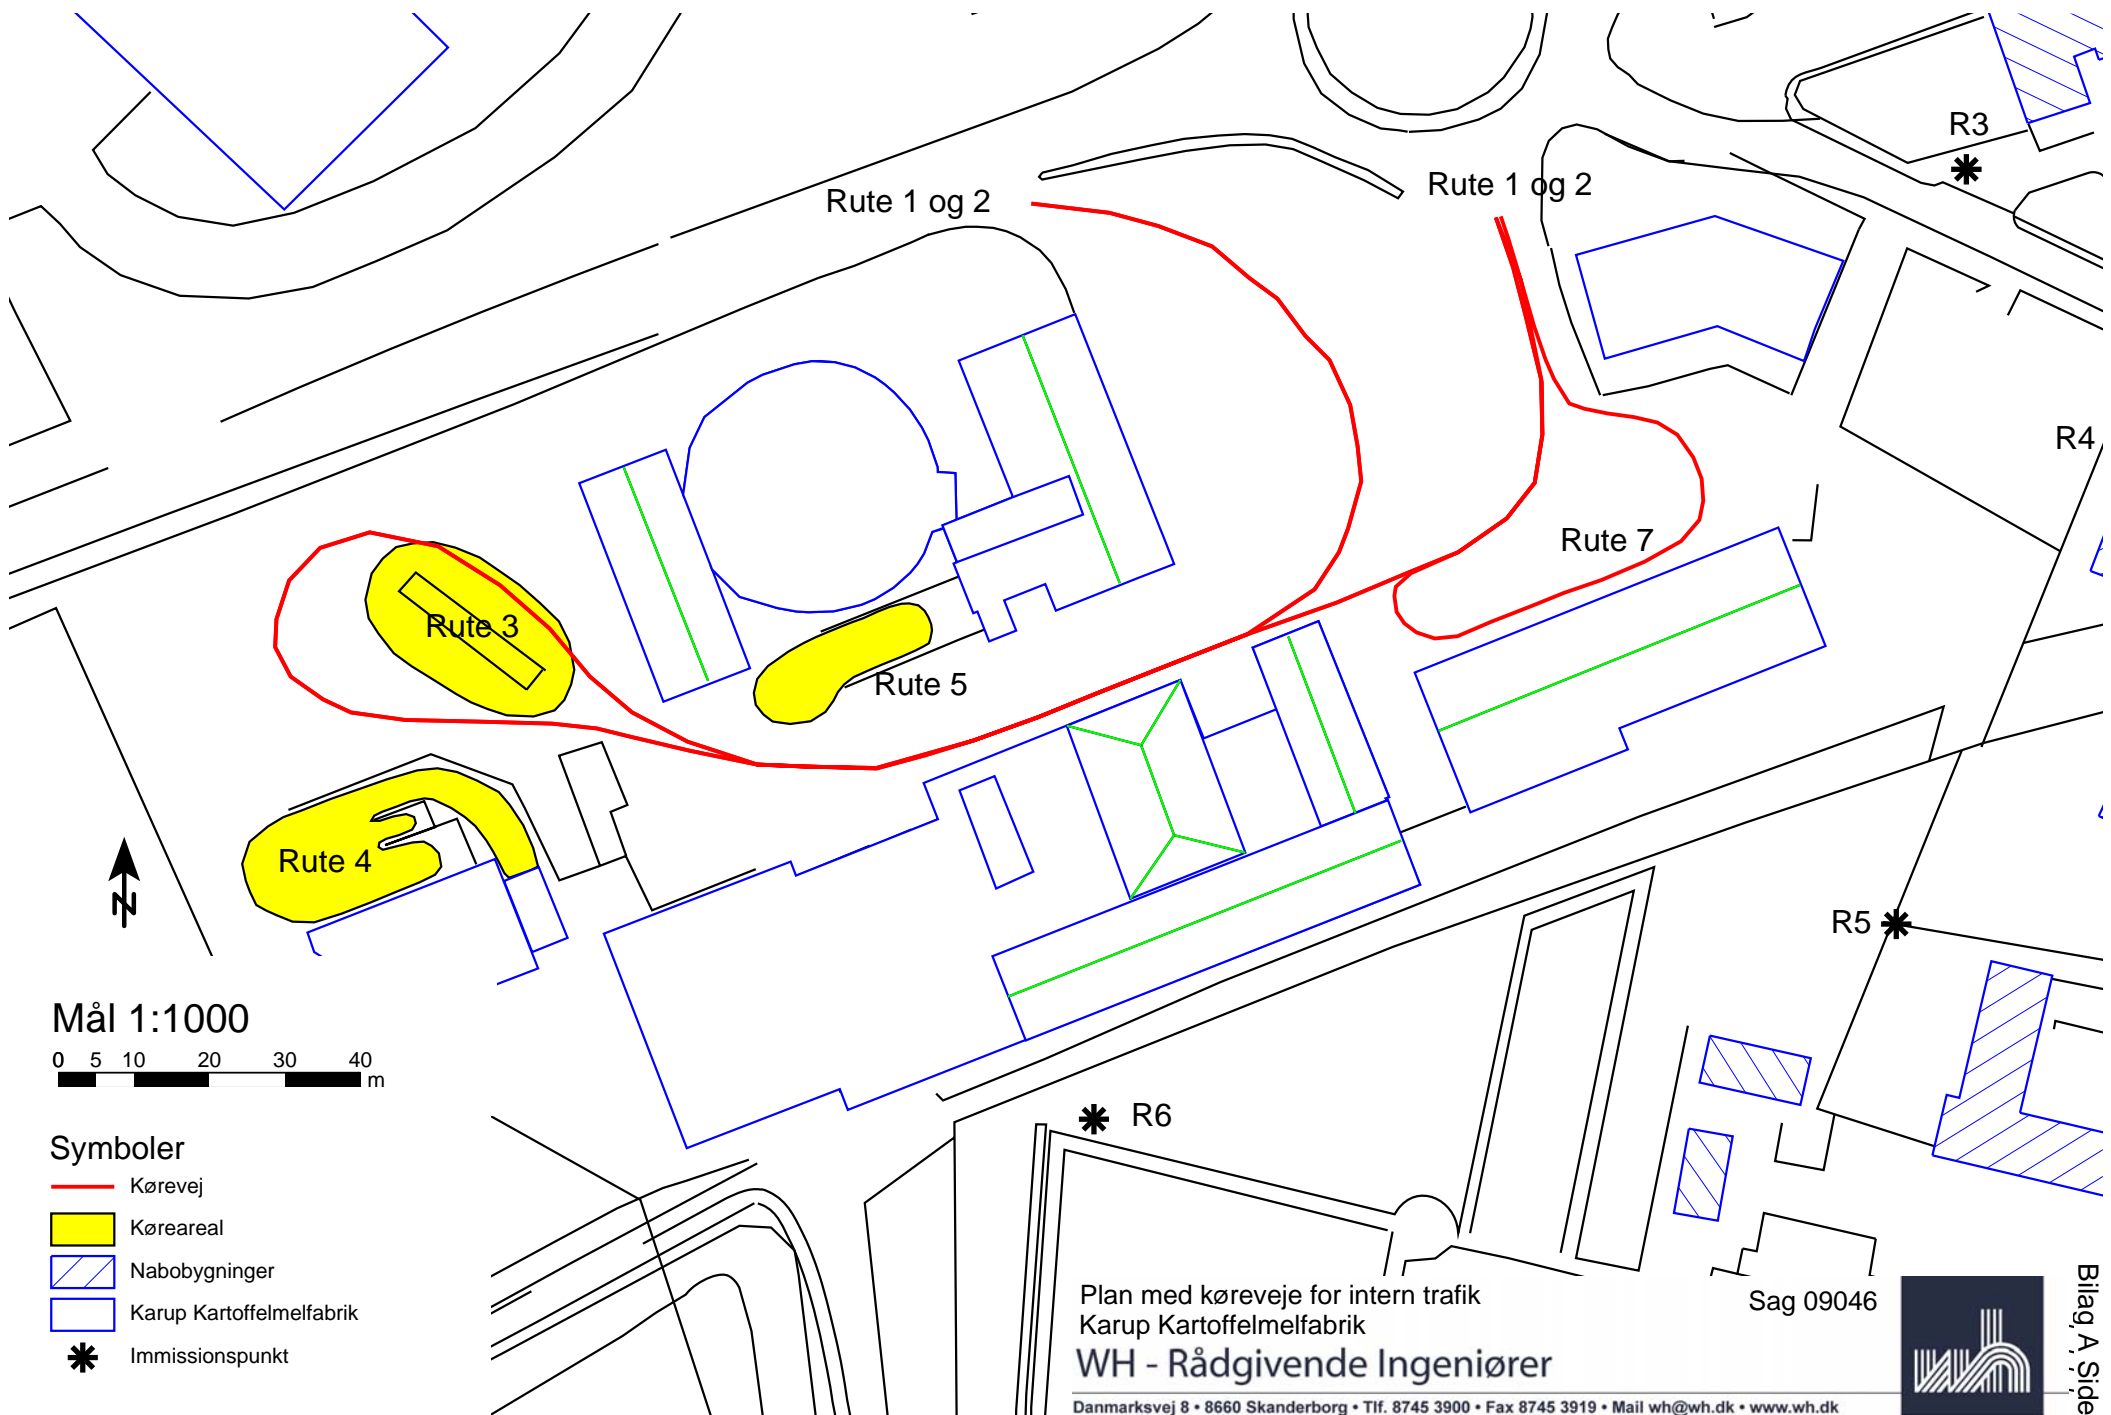 R3
Rute 1 og 2
Rute 1 og 2
R4
Rute 7
Rute 3
Rute 5
Rute 4
N
R5
Mål 1:1000
0 5 10 20 30 40
m
R6
Symboler
Kørevej
Køreareal
Nabobygninger
Karup Kartoffelmelfabrik
Immissionspunkt
Plan med køreveje for intern trafik
Karup Kartoffelmelfabrik
Sag 09046
WH - Rådgivende Ingeniører
Danmarksvej 8 • 8660 Skanderborg • Tlf. 8745 3900 • Fax 8745 3919 • Mail wh@wh.dk • www.wh.dk
Bilag A, Side